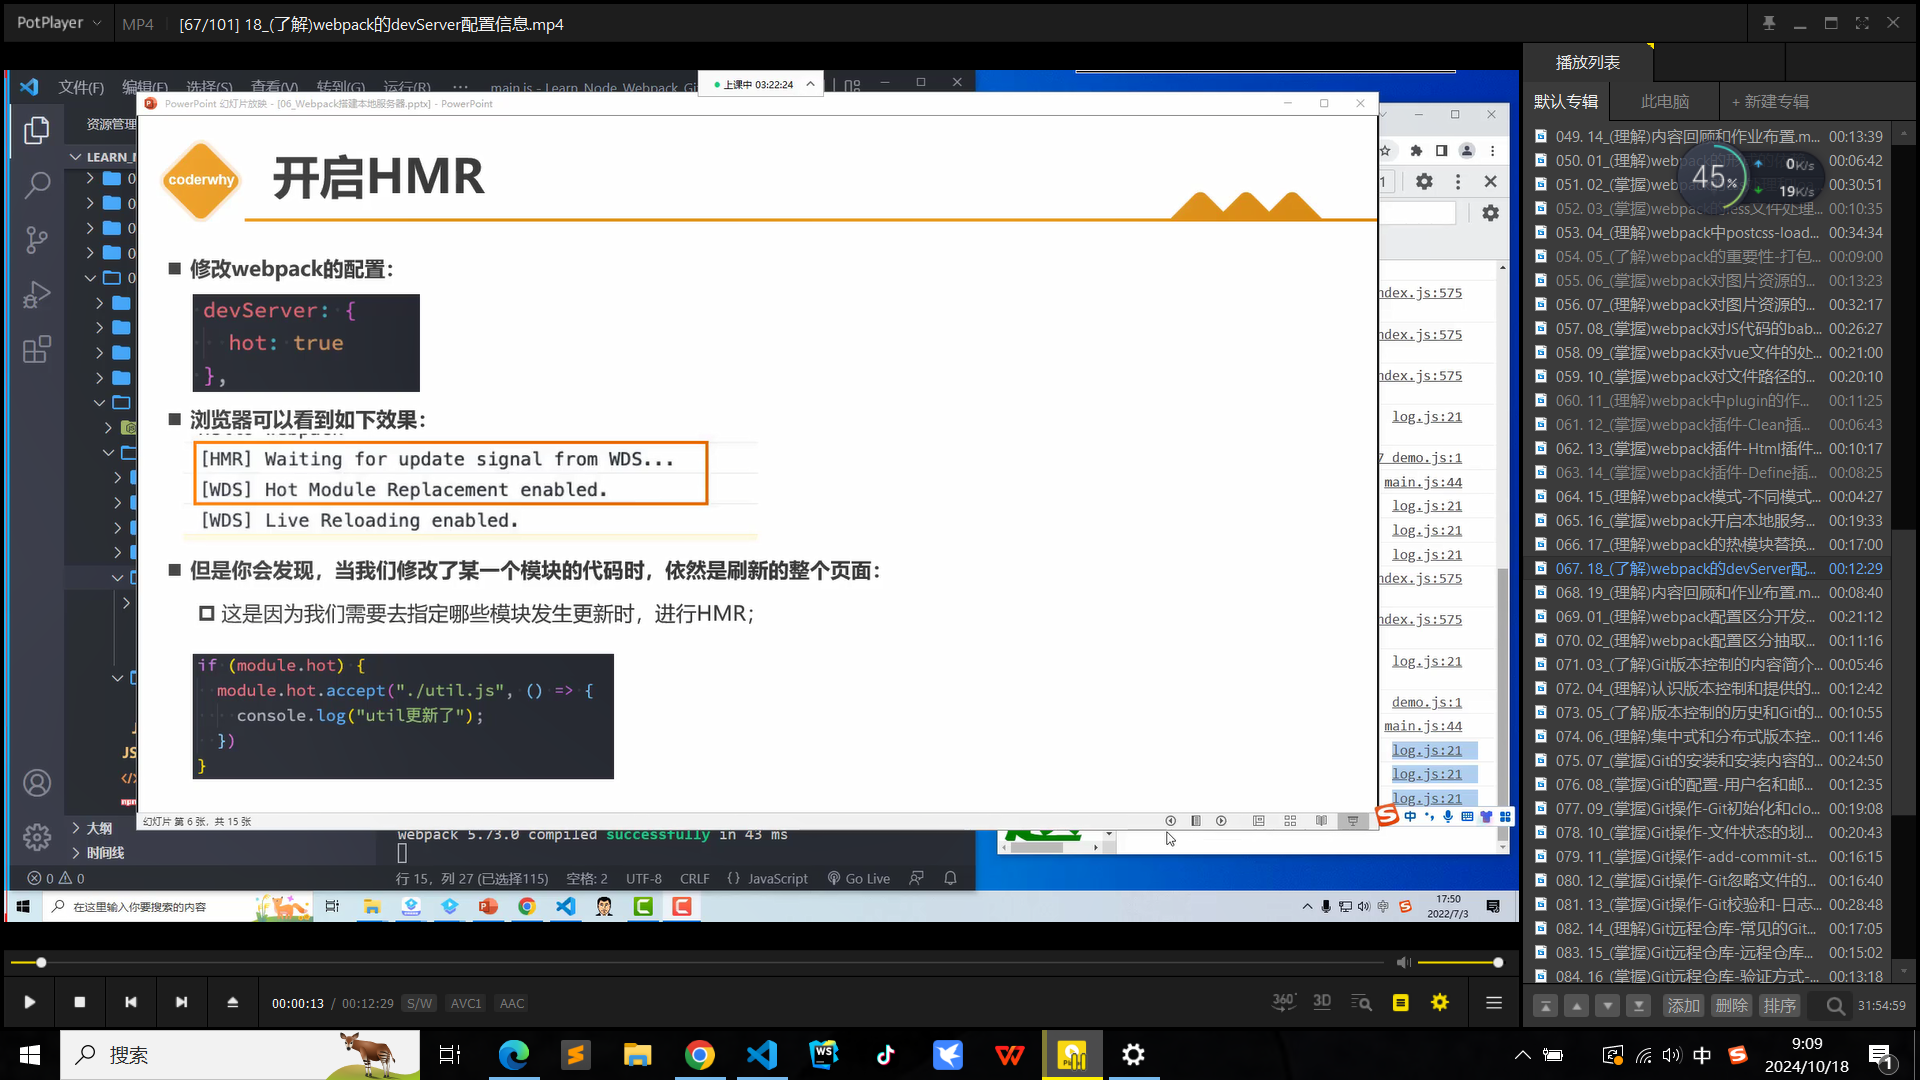 PotPlayer
MP4
[67/101] 18_(了解)webpack的devServer配置信息.mp4
播放列表
默认专辑
此电脑
+ 新建专辑
文件(F) 编辑(E) 选择(S) 查看(V) 转到(G) 运行(R) ...
main.js - Learn_Node_Webpack_Gi
上课中 03:22:24
PowerPoint 幻灯片放映 - [06_Webpack搭建本地服务器.pptx] - PowerPoint
资源管理
LEARN_
coderwhy
开启HMR
修改webpack的配置：
devServer: {
hot: true
},
浏览器可以看到如下效果：
[HMR] Waiting for update signal from WDS...
[WDS] Hot Module Replacement enabled.
[WDS] Live Reloading enabled.
但是你会发现，当我们修改了某一个模块的代码时，依然是刷新的整个页面：
这是因为我们需要去指定哪些模块发生更新时，进行HMR；
if (module.hot) {
module.hot.accept("./util.js", () => {
console.log("util更新了");
})
}
幻灯片 第 6 张，共 15 张
ndex.js:575
ndex.js:575
ndex.js:575
log.js:21
demo.js:1
main.js:44
log.js:21
log.js:21
log.js:21
ndex.js:575
ndex.js:575
log.js:21
demo.js:1
main.js:44
log.js:21
log.js:21
log.js:21
中
大纲
时间线
webpack 5.73.0 compiled successfully in 43 ms
0 0
行 15，列 27 (已选择115)
空格: 2
UTF-8
CRLF
{} JavaScript
Go Live
在这里输入你要搜索的内容
17:50
2022/7/3
45%
0K/s
19K/s
049. 14_(理解)内容回顾和作业布置.m... 00:13:39
050. 01_(理解)webp 00:06:42
051. 02_(掌握)webp 00:30:51
052. 03_(掌握)webpack的less文件处理... 00:10:35
053. 04_(理解)webpack中postcss-load... 00:34:34
054. 05_(了解)webpack的重要性-打包... 00:09:00
055. 06_(掌握)webpack对图片资源的... 00:13:23
056. 07_(理解)webpack对图片资源的... 00:32:17
057. 08_(掌握)webpack对JS代码的bab... 00:26:27
058. 09_(掌握)webpack对vue文件的处... 00:21:00
059. 10_(掌握)webpack对文件路径的... 00:20:10
060. 11_(理解)webpack中plugin的作... 00:11:25
061. 12_(掌握)webpack插件-Clean插... 00:06:43
062. 13_(掌握)webpack插件-Html插件... 00:10:17
063. 14_(掌握)webpack插件-Define插... 00:08:25
064. 15_(理解)webpack模式-不同模式... 00:04:27
065. 16_(掌握)webpack开启本地服务... 00:19:33
066. 17_(理解)webpack的热模块替换... 00:17:00
067. 18_(了解)webpack的devServer配... 00:12:29
068. 19_(理解)内容回顾和作业布置.m... 00:08:40
069. 01_(理解)webpack配置区分开发... 00:21:12
070. 02_(理解)webpack配置区分抽取... 00:11:16
071. 03_(了解)Git版本控制的内容简介... 00:05:46
072. 04_(理解)认识版本控制和提供的... 00:12:42
073. 05_(了解)版本控制的历史和Git的... 00:10:55
074. 06_(理解)集中式和分布式版本控... 00:11:46
075. 07_(掌握)Git的安装和安装内容的... 00:24:50
076. 08_(掌握)Git的配置-用户名和邮... 00:12:35
077. 09_(掌握)Git操作-Git初始化和clo... 00:19:08
078. 10_(掌握)Git操作-文件状态的划... 00:20:43
079. 11_(掌握)Git操作-add-commit-st... 00:16:15
080. 12_(掌握)Git操作-Git忽略文件的... 00:16:40
081. 13_(掌握)Git操作-Git校验和-日志... 00:28:48
082. 14_(理解)Git远程仓库-常见的Git... 00:17:05
083. 15_(掌握)Git远程仓库-远程仓库... 00:15:02
084. 16_(掌握)Git远程仓库-验证方式-... 00:13:18
00:00:13 / 00:12:29 S/W AVC1 AAC
360°
3D
添加 删除 排序
31:54:59
搜索
中
9:09
2024/10/18
1